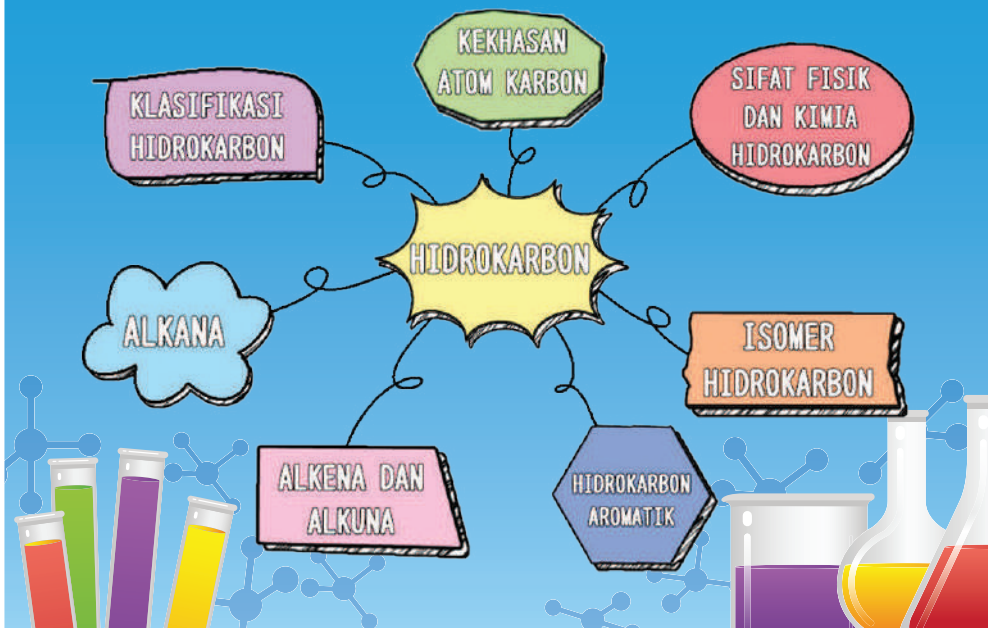 KEKHASAN
ATOM KARBON
KLASIFIKASI
HIDROKARBON
SIFAT FISIK
DAN KIMIA
HIDROKARBON
HIDROKARBON
ALKANA
ISOMER
HIDROKARBON
ALKENA DAN
ALKUNA
HIDROKARBON
AROMATIK